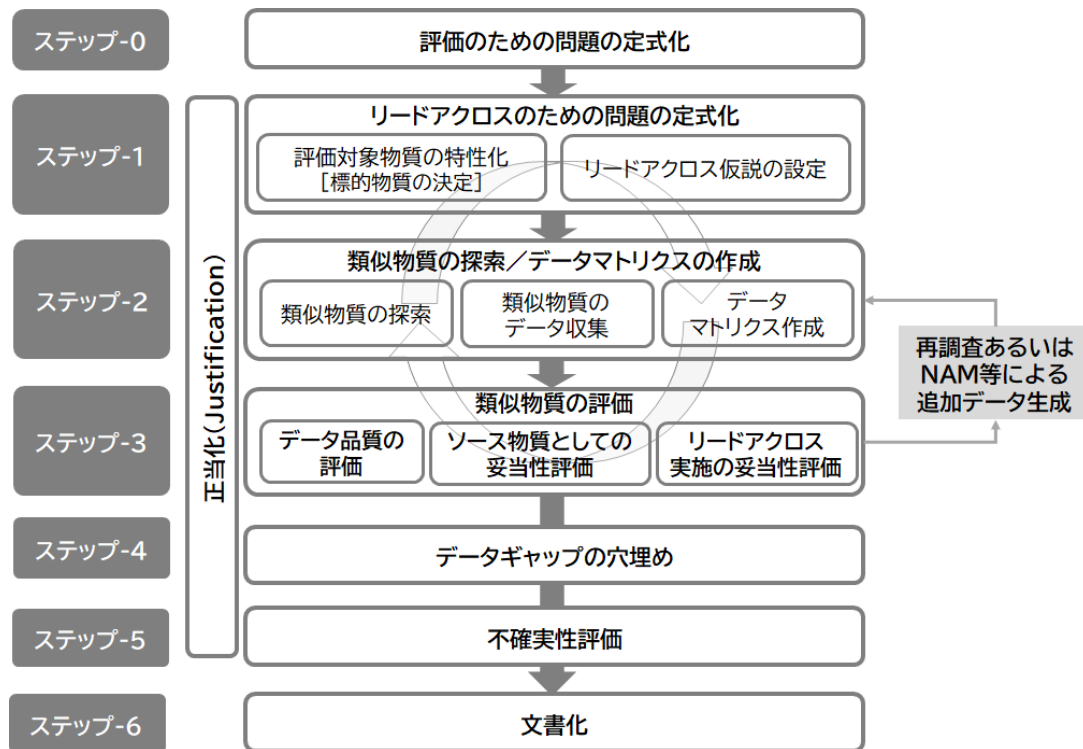 ステップ-0
評価のための問題の定式化
ステップ-1
リードアクロスのための問題の定式化
評価対象物質の特性化
[標的物質の決定]
リードアクロス仮説の設定
正当化(Justification)
ステップ-2
類似物質の探索／データマトリクスの作成
類似物質の探索
類似物質の
データ収集
データ
マトリクス作成
再調査あるいは
NAM等による
追加データ生成
ステップ-3
類似物質の評価
データ品質の
評価
ソース物質としての
妥当性評価
リードアクロス
実施の妥当性評価
ステップ-4
データギャップの穴埋め
ステップ-5
不確実性評価
ステップ-6
文書化